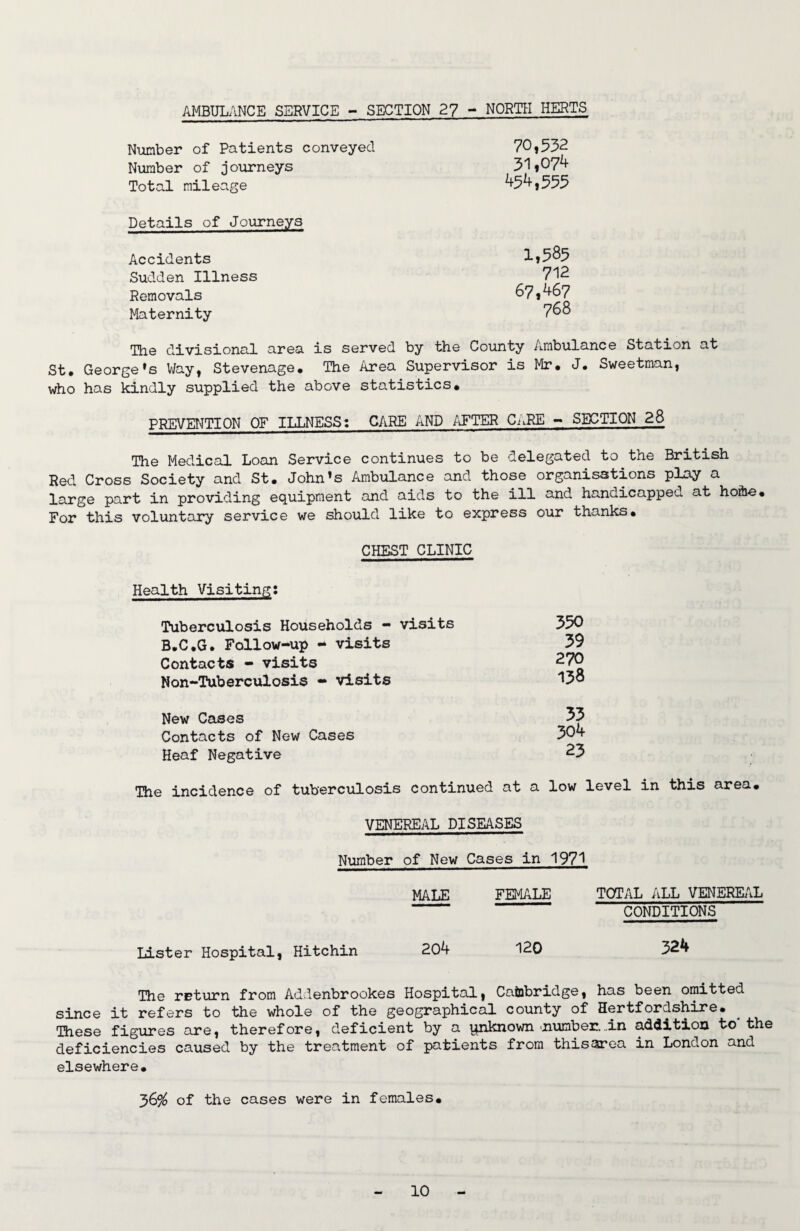 AMBULANCE SERVICE - SECTION 27 - NORTH HERTS
Number of Patients conveyed 70,532
Number of journeys 31,074
Total mileage 454,555
Details of Journeys
Accidents 1,585
Sudden Illness 712
Removals 67,467
Maternity 768
The divisional area is served by the County Ambulance Station at
St. George's Way, Stevenage. The Area Supervisor is Mr. J. Sweetman,
who has kindly supplied the above statistics.
PREVENTION OF ILLNESS: CARE AND AFTER CARE - SECTION 28
The Medical Loan Service continues to be delegated to the British
Red Cross Society and St. John's Ambulance and those organisations play a
large part in providing equipment and aids to the ill and handicapped at home.
For this voluntary service we should like to express our thanks.
CHEST CLINIC
Health Visiting:
Tuberculosis Households - visits 350
B.C.G. Follow-up - visits 39
Contacts - visits 270
Non-Tuberculosis - visits 138
New Cases 33
Contacts of New Cases 304
Heaf Negative 23
The incidence of tuberculosis continued at a low level in this area.
VENEREAL DISEASES
Number of New Cases in 1971
MALE FEMALE TOTAL ALL VENEREAL
CONDITIONS
Lister Hospital, Hitchin 204 120 324
The return from Addenbrookes Hospital, Cambridge, has been omitted
since it refers to the whole of the geographical county of Hertfordshire.
These figures are, therefore, deficient by a unknown number in addition to the
deficiencies caused by the treatment of patients from thisarea in London and
elsewhere.
36% of the cases were in females.
- 10 -